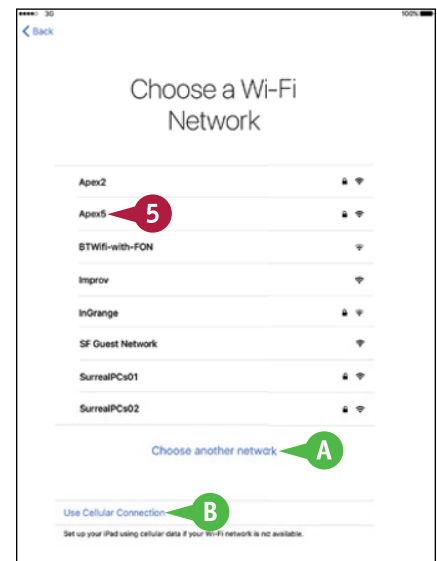 3G 100%
Back
Choose a Wi-Fi
Network
Apex2
Apex5 5
BTWifi-with-FON
Improv
InGrange
SF Guest Network
SurrealPCs01
SurrealPCs02
Choose another network A
Use Cellular Connection B
Set up your iPad using cellular data if your Wi-Fi network is not available.